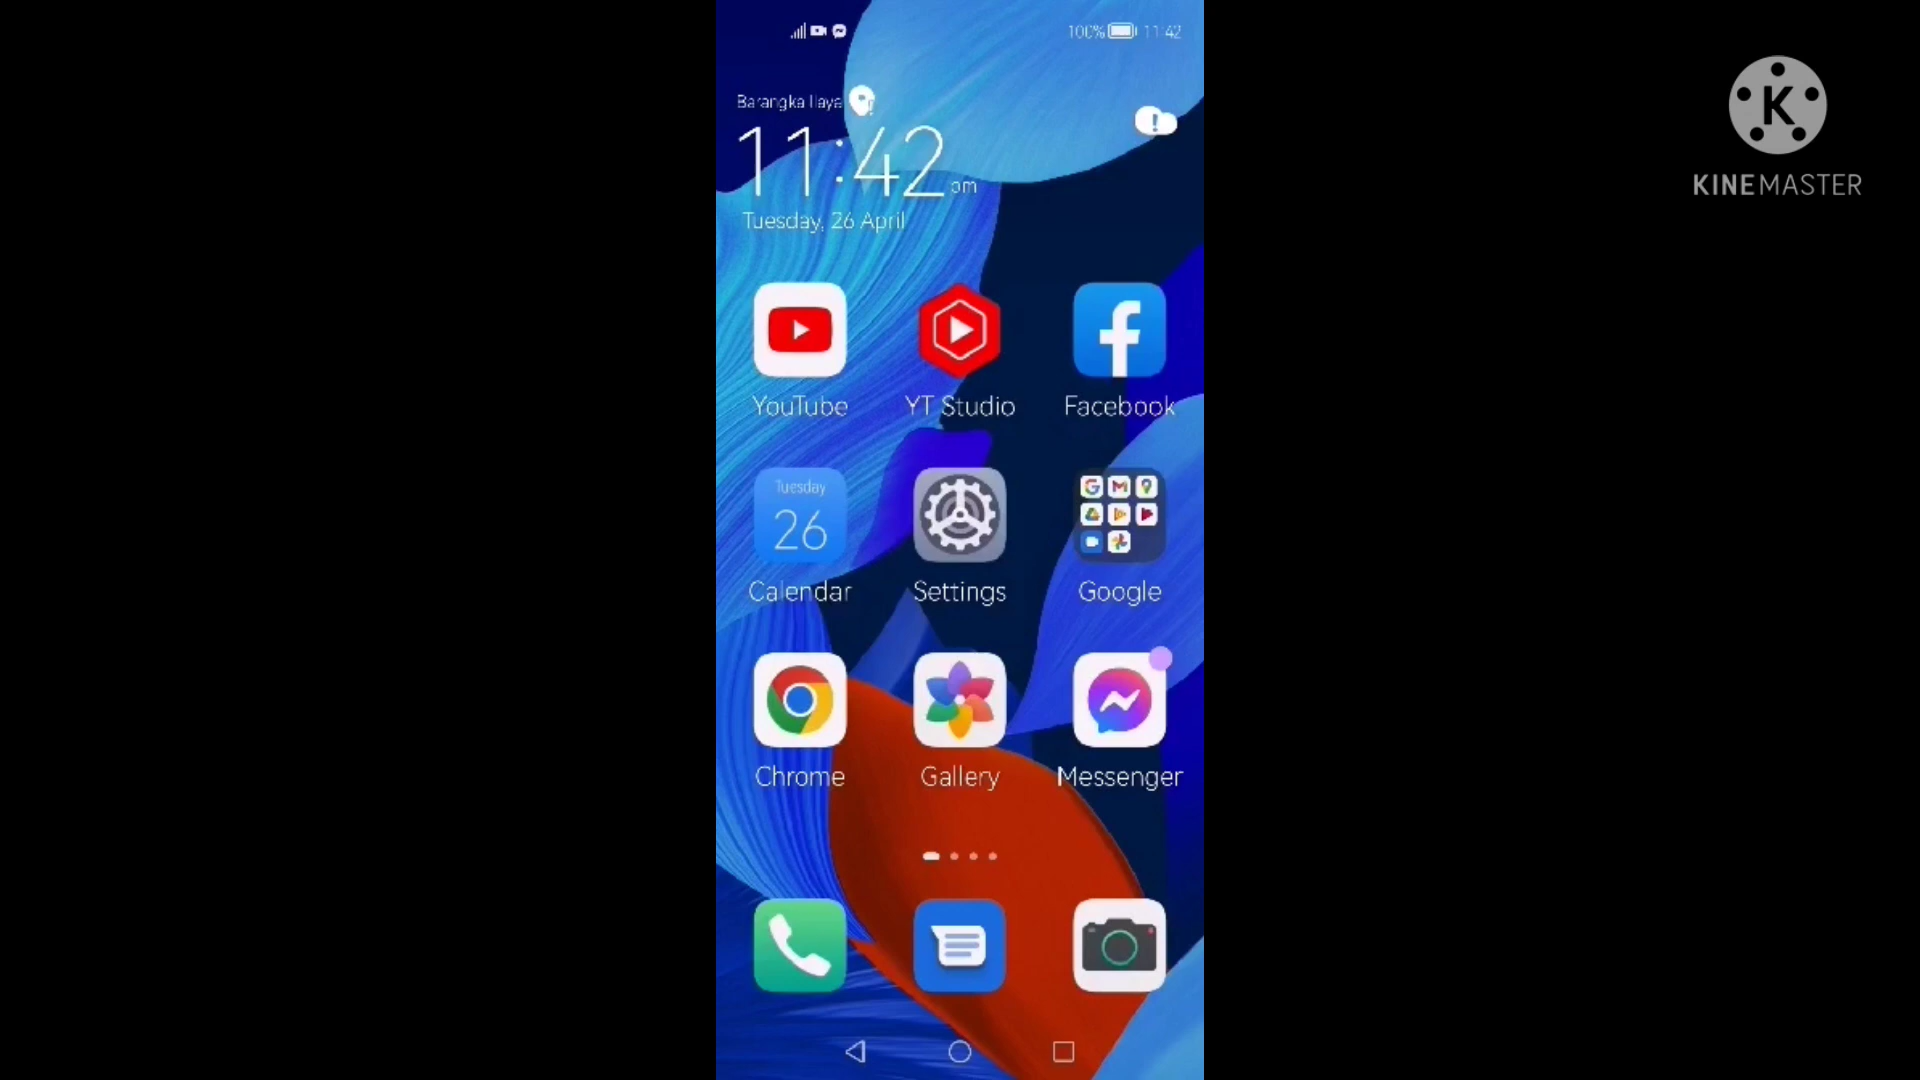 100% 11:42
Barangka Ilaya
11:42 pm
Tuesday, 26 April
KINEMASTER
YouTube YT Studio Facebook
Tuesday
26
Calendar Settings Google
Chrome Gallery Messenger